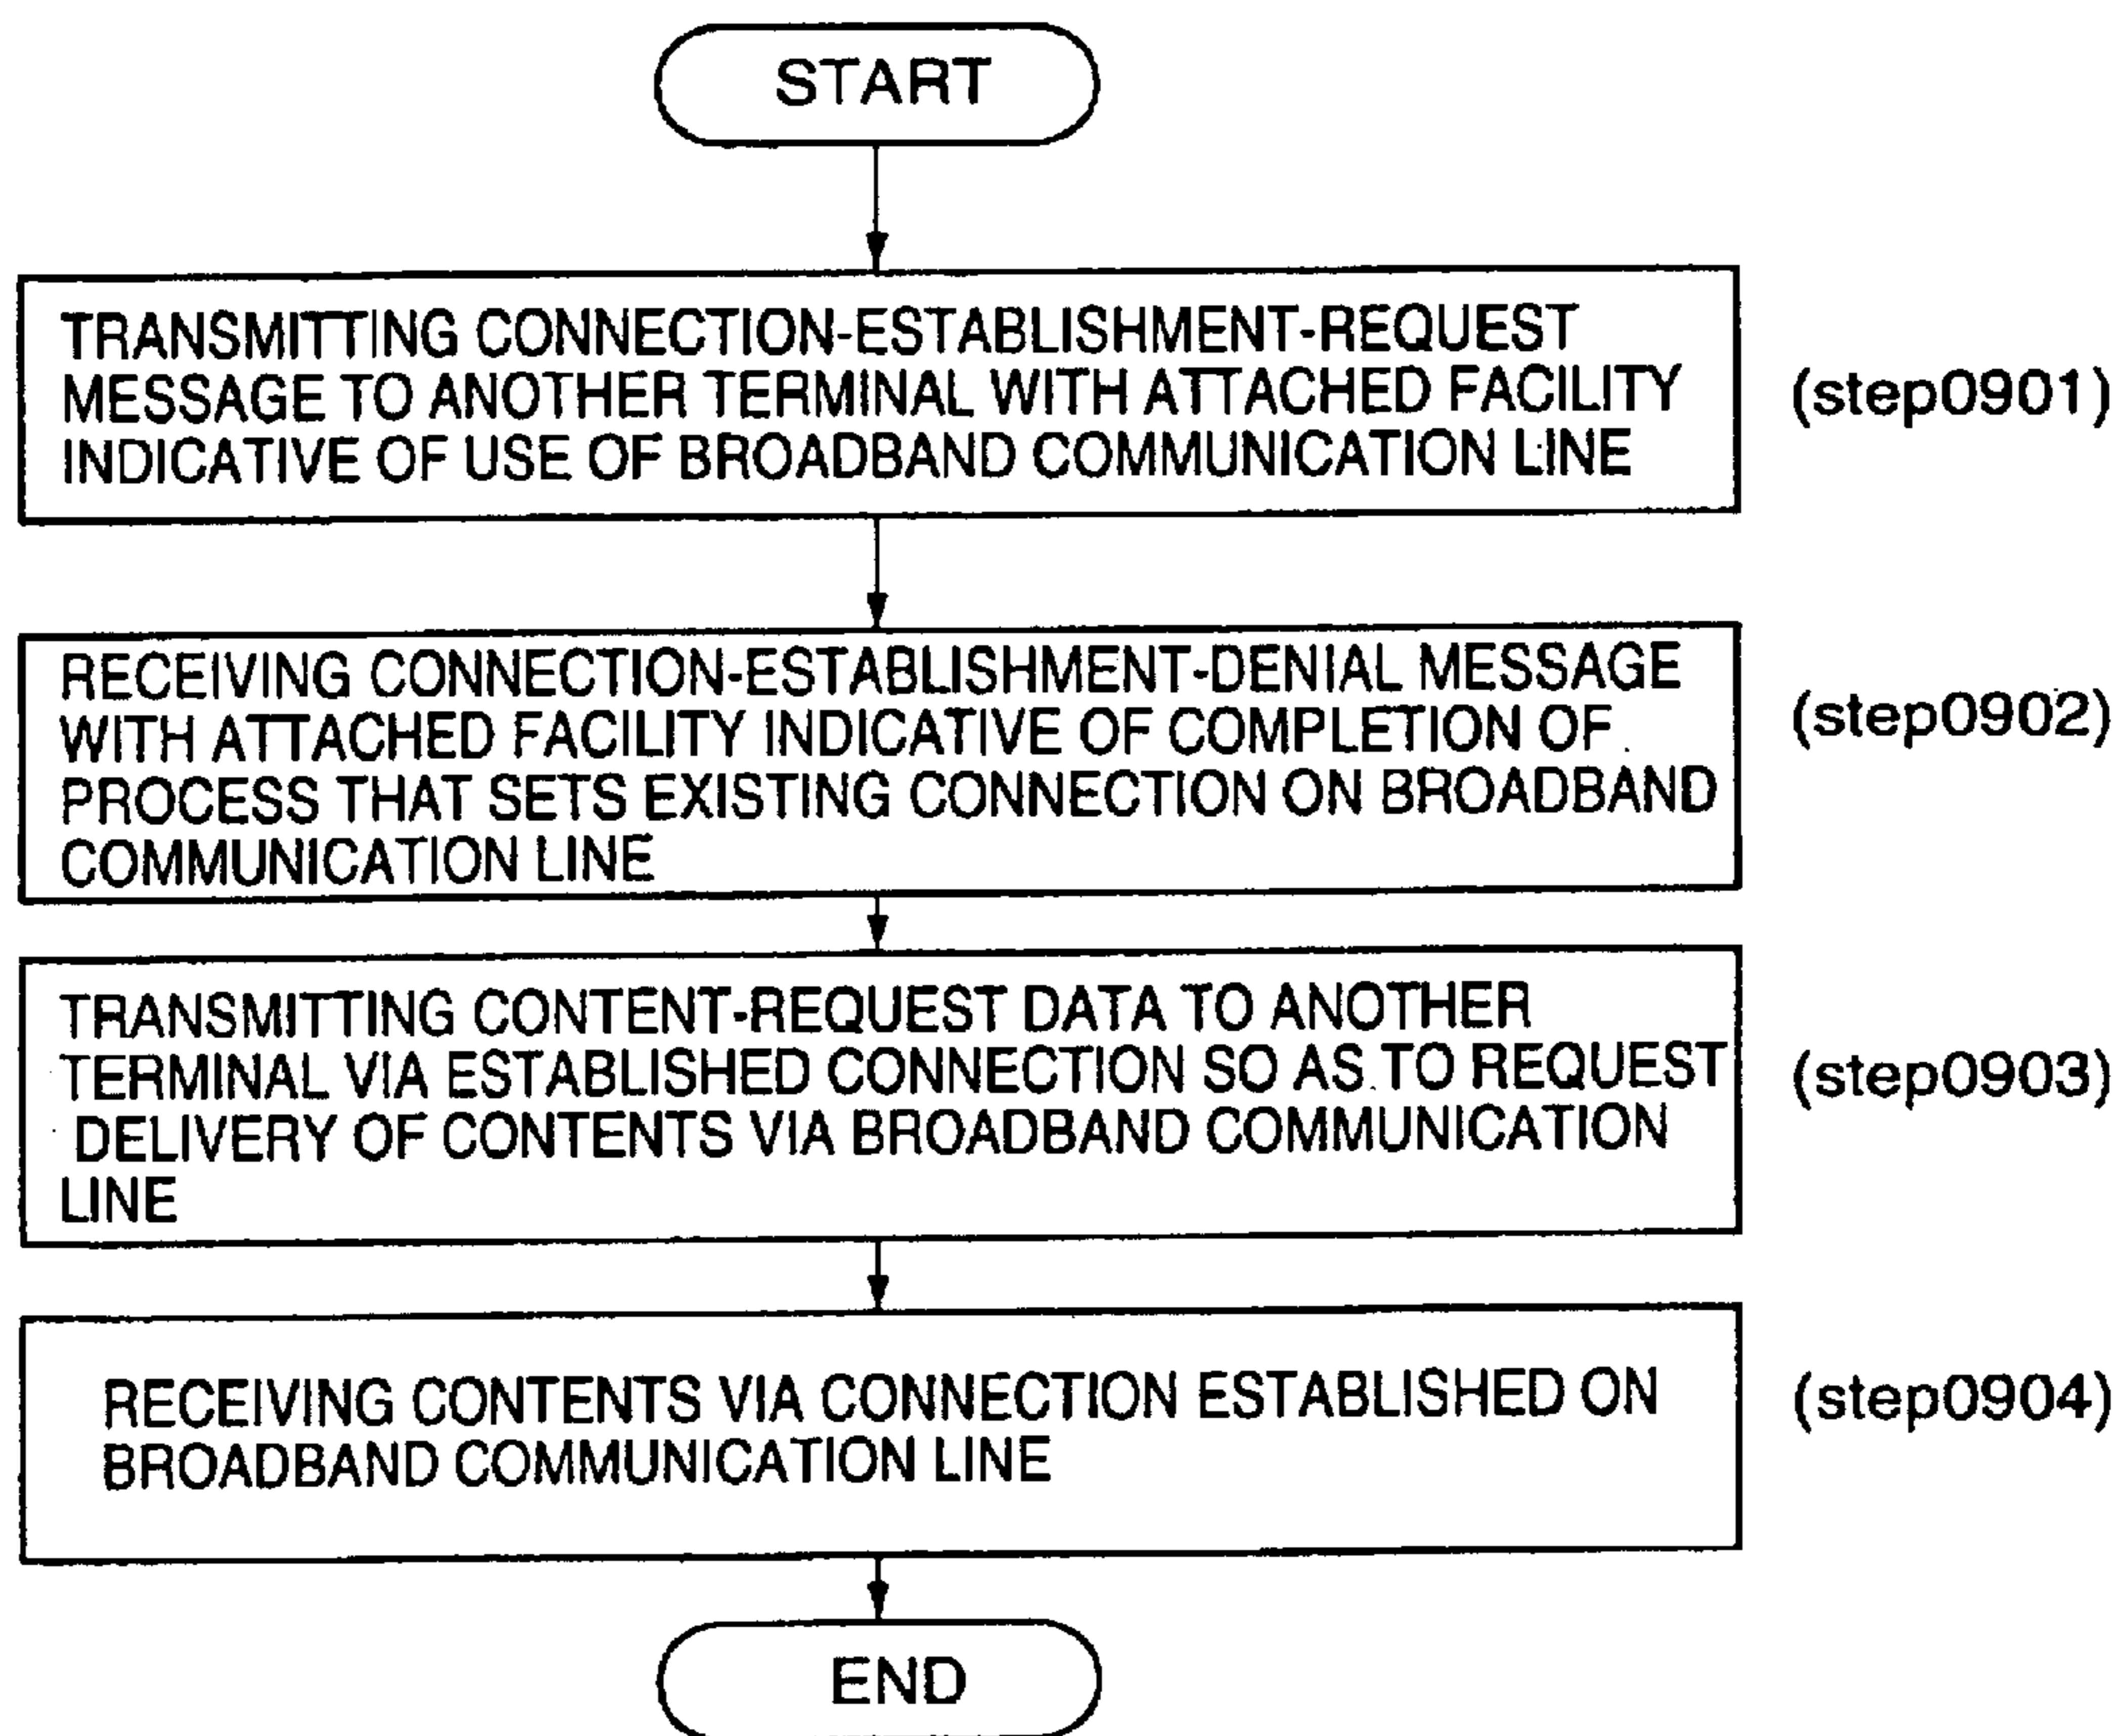 START
TRANSMITTING CONNECTION-ESTABLISHMENT-REQUEST
MESSAGE TO ANOTHER TERMINAL WITH ATTACHED FACILITY
INDICATIVE OF USE OF BROADBAND COMMUNICATION LINE
(step0901)
RECEIVING CONNECTION-ESTABLISHMENT-DENIAL MESSAGE
WITH ATTACHED FACILITY INDICATIVE OF COMPLETION OF
PROCESS THAT SETS EXISTING CONNECTION ON BROADBAND
COMMUNICATION LINE
(step0902)
TRANSMITTING CONTENT-REQUEST DATA TO ANOTHER
TERMINAL VIA ESTABLISHED CONNECTION SO AS TO REQUEST
DELIVERY OF CONTENTS VIA BROADBAND COMMUNICATION
LINE
(step0903)
RECEIVING CONTENTS VIA CONNECTION ESTABLISHED ON
BROADBAND COMMUNICATION LINE
(step0904)
END